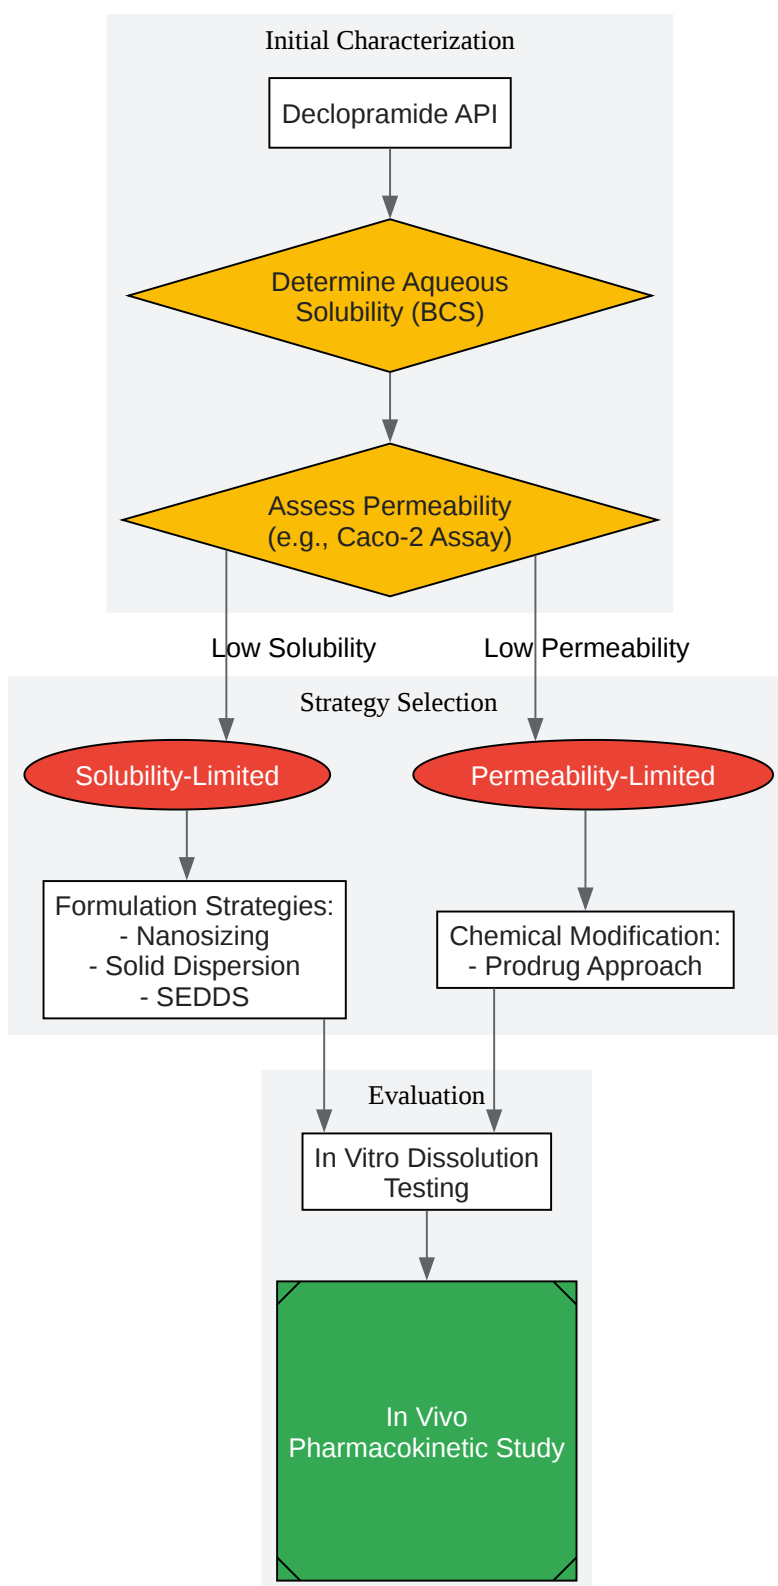 Initial Characterization
Declopramide API
Determine Aqueous
Solubility (BCS)
Assess Permeability
(e.g., Caco-2 Assay)
Low Solubility
Low Permeability
Strategy Selection
Solubility-Limited
Permeability-Limited
Formulation Strategies:
- Nanosizing
- Solid Dispersion
- SEDDS
Chemical Modification:
- Prodrug Approach
Evaluation
In Vitro Dissolution
Testing
In Vivo
Pharmacokinetic Study